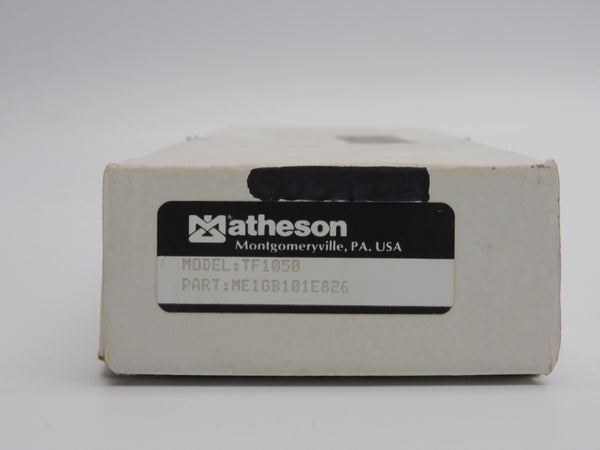 Matheson
Montgomeryville, PA. USA
MODEL:TF1050
PART:ME1GB101E826